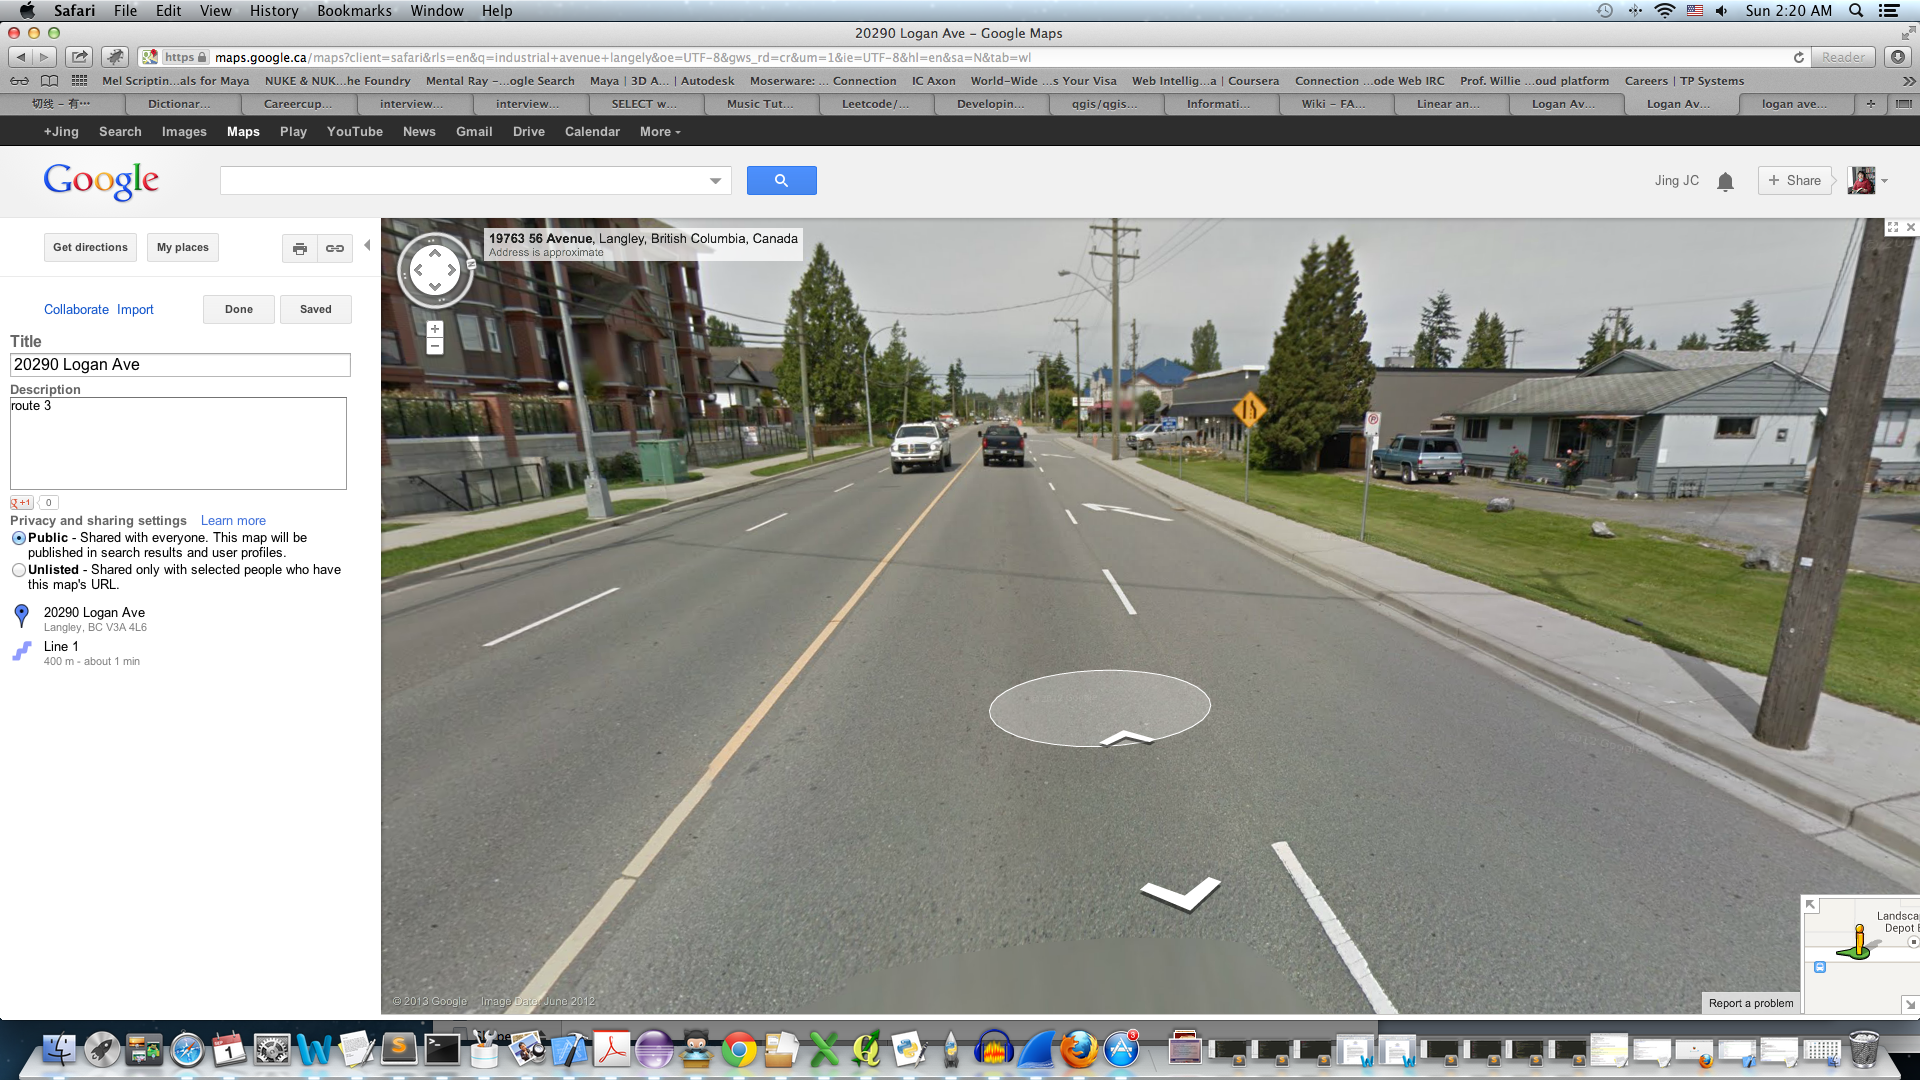 Safari File Edit View History Bookmarks Window Help Sun 2:20 AM
20290 Logan Ave – Google Maps
https maps.google.ca/maps?client=safari&rls=en&q=industrial+avenue+langely&oe=UTF-8&gws_rd=cr&um=1&ie=UTF-8&hl=en&sa=N&tab=wl Reader
Mel Scriptin...als for Maya NUKE & NUK...he Foundry Mental Ray –...ogle Search Maya | 3D A... | Autodesk Moserware: ... Connection IC Axon World–Wide ...s Your Visa Web Intellig...a | Coursera Connection ...ode Web IRC Prof. Willie ...oud platform Careers | TP Systems
切线 – 有... Dictionar... Careercup... interview... interview... SELECT w... Music Tut... Leetcode/... Developin... qgis/qgis... Informati... Wiki – FA... Linear an... Logan Av... Logan Av... logan ave...
+Jing Search Images Maps Play YouTube News Gmail Drive Calendar More
Google Jing JC + Share
Get directions My places
19763 56 Avenue, Langley, British Columbia, Canada
Address is approximate
Collaborate Import Done Saved
Title
20290 Logan Ave
Description
route 3
+1 0
Privacy and sharing settings Learn more
Public - Shared with everyone. This map will be
published in search results and user profiles.
Unlisted - Shared only with selected people who have
this map's URL.
20290 Logan Ave
Langley, BC V3A 4L6
Line 1
400 m - about 1 min
Landsca
Depot B
© 2013 Google Image Date: June 2012
Report a problem
SEP
1
3